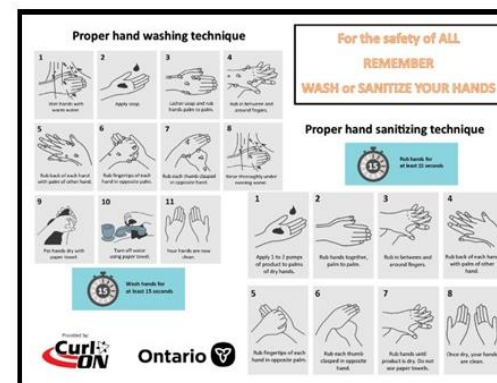 Proper hand washing technique
1
Wet hands with
warm water.
2
Apply soap.
3
Lather soap and rub
hands palm to palm.
4
Rub in between and
around fingers.
5
Rub back of each hand
with palm of other hand.
6
Rub fingertips of each
hand in opposite palm.
7
Rub each thumb clasped
in opposite hand.
8
Rinse thoroughly under
running water.
9
Pat hands dry with
paper towel.
10
Turn off water
using paper towel.
11
Your hands are now
clean.
15
Wash hands for
at least 15 seconds
Provided by:
Curl
ON
Ontario
For the safety of ALL
REMEMBER
WASH or SANITIZE YOUR HANDS
Proper hand sanitizing technique
15
Rub hands for
at least 15 seconds
1
Apply 1 to 2 pumps
of product to palms
of dry hands.
2
Rub hands together,
palm to palm.
3
Rub in between and
around fingers.
4
Rub back of each hand
with palm of other
hand.
5
Rub fingertips of each
hand in opposite palm.
6
Rub each thumb
clasped in opposite
hand.
7
Rub hands until
product is dry. Do not
use paper towels.
8
Once dry, your hands
are clean.